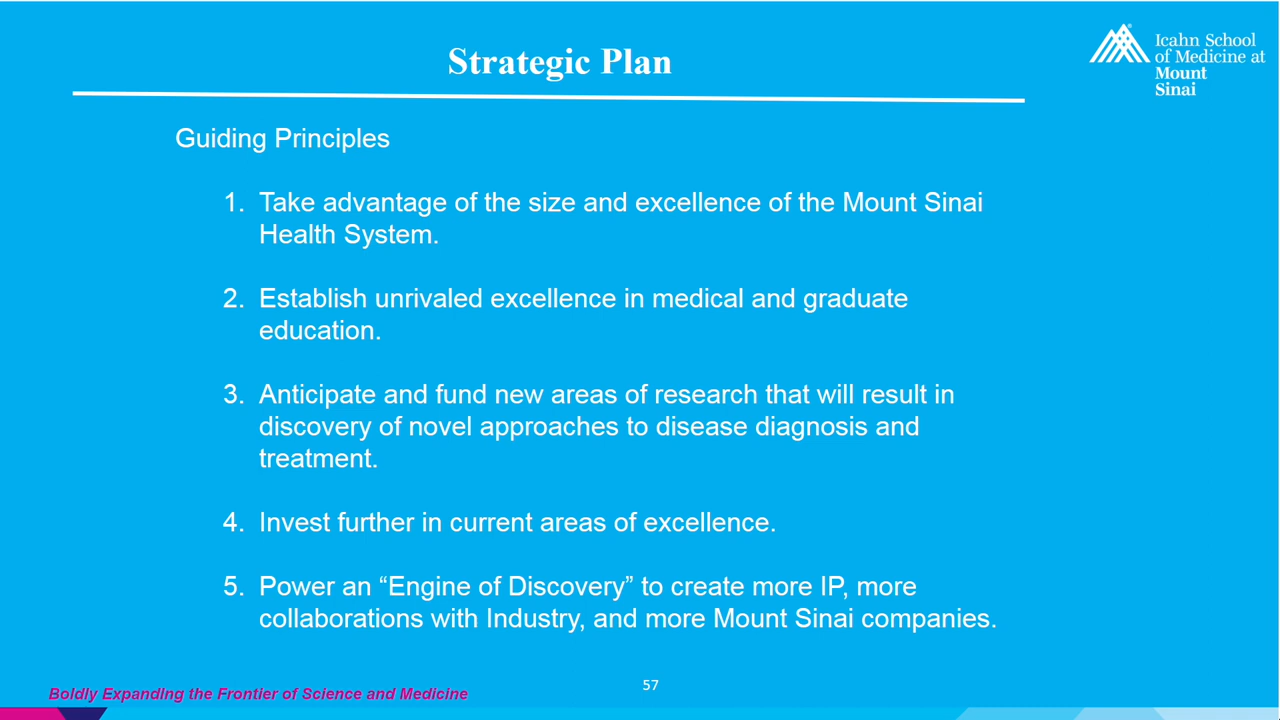 Strategic Plan
Icahn School
of Medicine at
Mount
Sinai
Guiding Principles
1. Take advantage of the size and excellence of the Mount Sinai
Health System.
2. Establish unrivaled excellence in medical and graduate
education.
3. Anticipate and fund new areas of research that will result in
discovery of novel approaches to disease diagnosis and
treatment.
4. Invest further in current areas of excellence.
5. Power an “Engine of Discovery” to create more IP, more
collaborations with Industry, and more Mount Sinai companies.
57
Boldly Expanding the Frontier of Science and Medicine